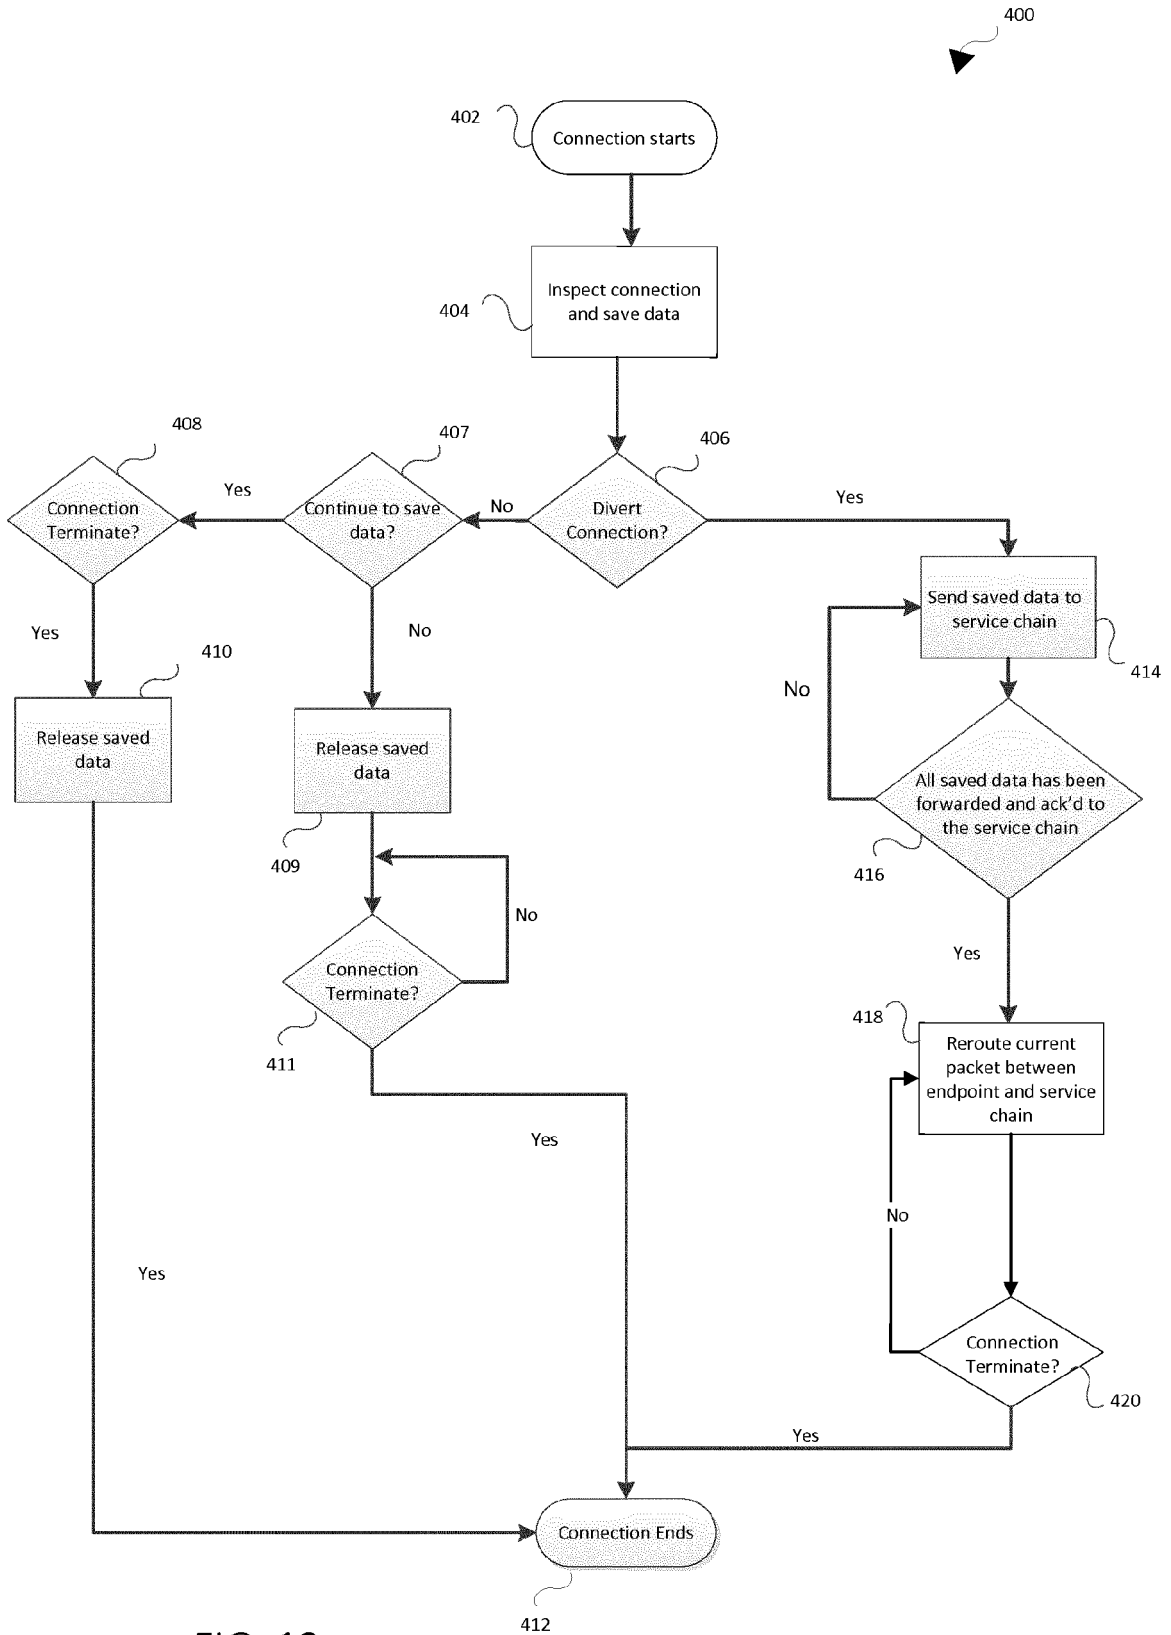 400
402
Connection starts
Inspect connection
and save data
404
408
407
406
Connection
Terminate?
Yes
Continue to save
data?
No
Divert
Connection?
Yes
Send saved data to
service chain
414
Yes
No
No
410
Release saved
data
Release saved
data
409
All saved data has been
forwarded and ack'd to
the service chain
416
No
Connection
Terminate?
411
Yes
418
Reroute current
packet between
endpoint and service
chain
Yes
No
Yes
Connection
Terminate?
420
Yes
Connection Ends
412